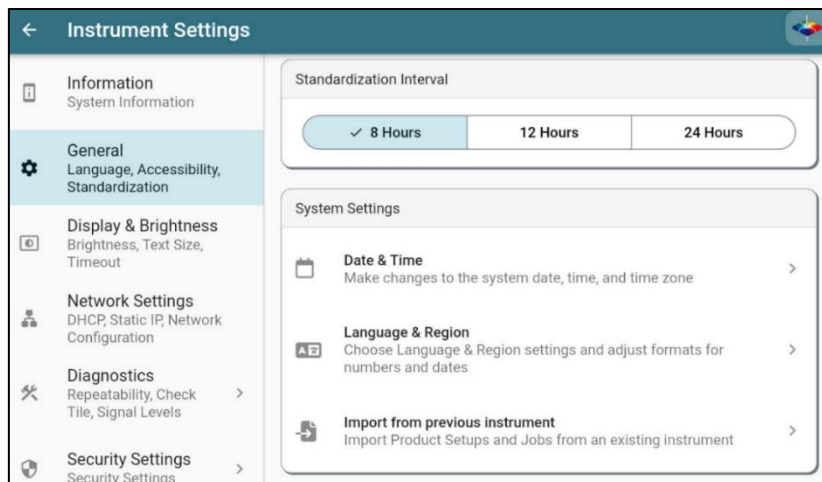 Instrument Settings
Information
System Information
General
Language, Accessibility,
Standardization
Display & Brightness
Brightness, Text Size,
Timeout
Network Settings
DHCP, Static IP, Network
Configuration
Diagnostics
Repeatability, Check
Tile, Signal Levels
Security Settings
Security Settings
Standardization Interval
8 Hours
12 Hours
24 Hours
System Settings
Date & Time
Make changes to the system date, time, and time zone
Language & Region
Choose Language & Region settings and adjust formats for
numbers and dates
Import from previous instrument
Import Product Setups and Jobs from an existing instrument